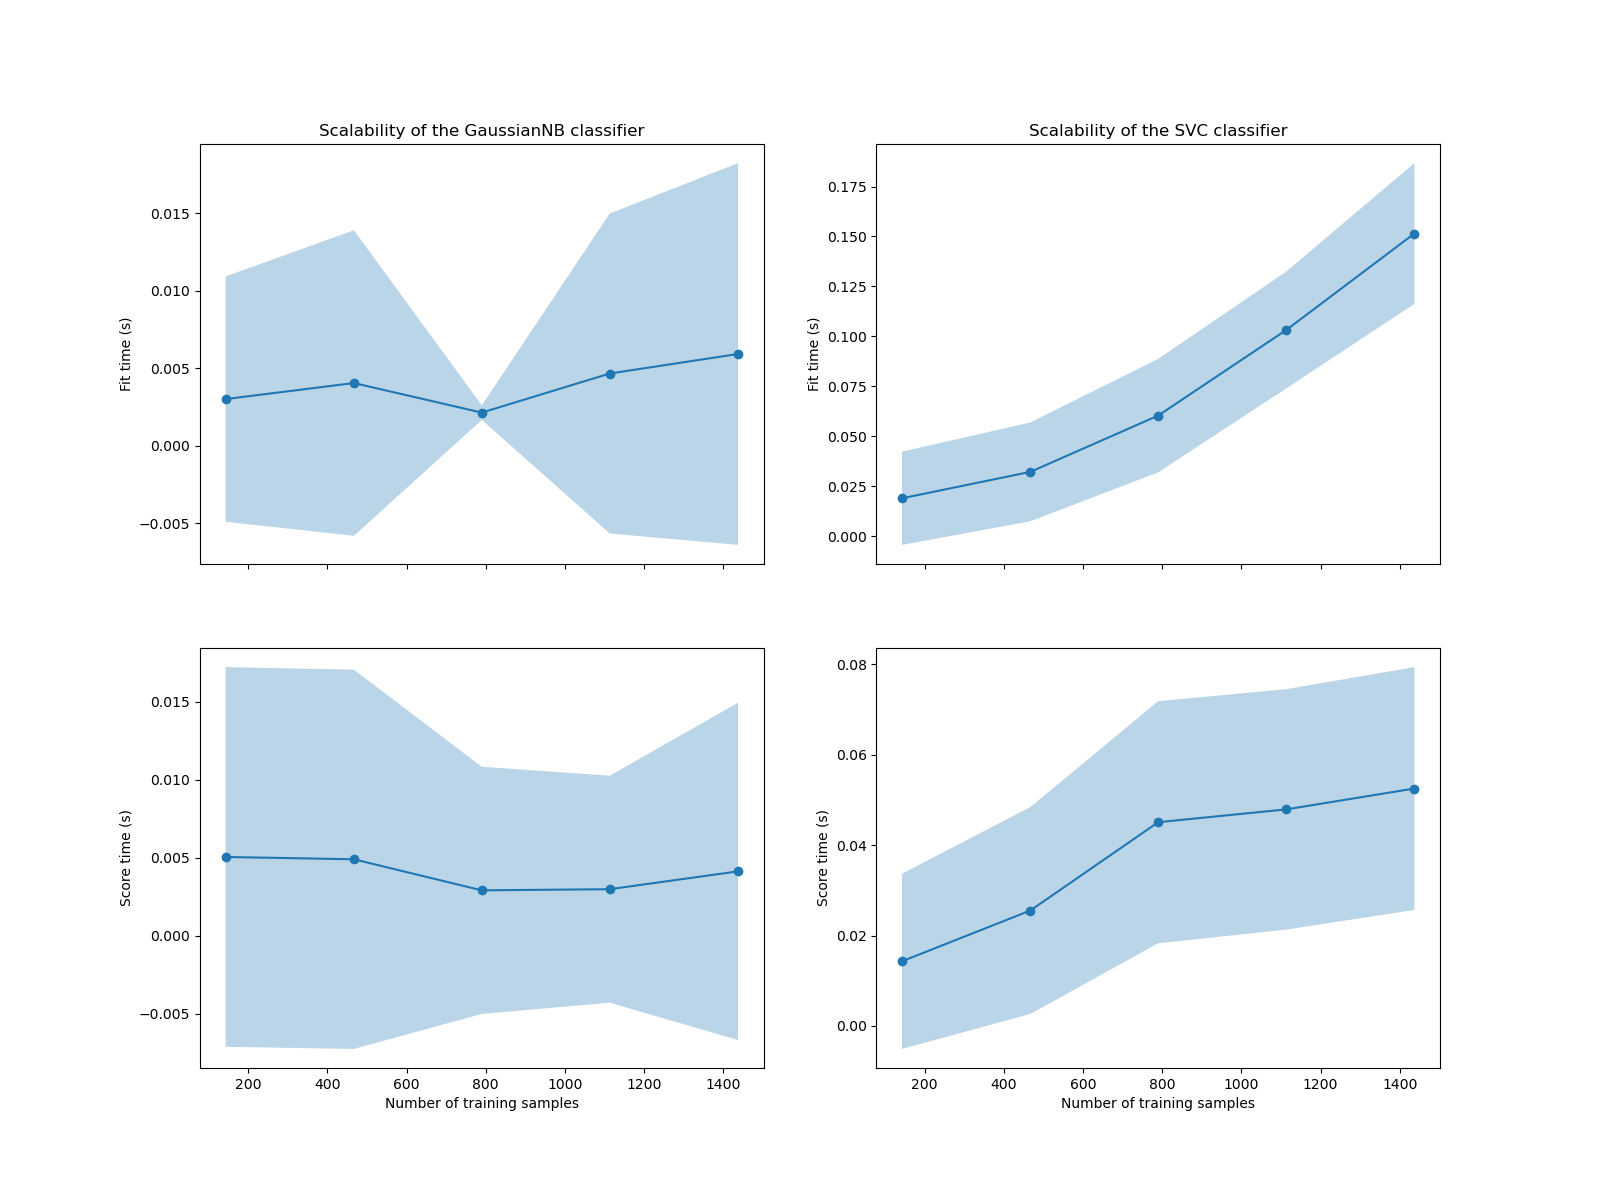 Scalability of the GaussianNB classifier
Scalability of the SVC classifier
Fit time (s)
0.015
0.010
0.005
0.000
−0.005
Fit time (s)
0.175
0.150
0.125
0.100
0.075
0.050
0.025
0.000
Score time (s)
0.015
0.010
0.005
0.000
−0.005
200 400 600 800 1000 1200 1400
Number of training samples
Score time (s)
0.08
0.06
0.04
0.02
0.00
200 400 600 800 1000 1200 1400
Number of training samples